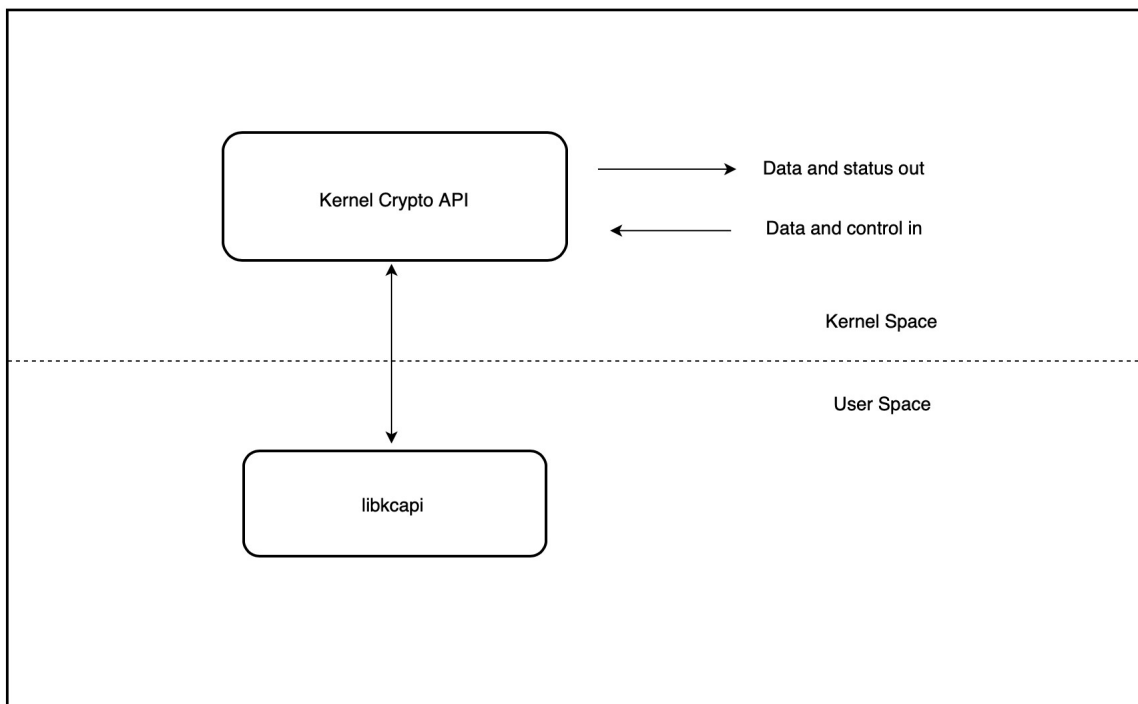 Kernel Crypto API
Data and status out
Data and control in
Kernel Space
User Space
libkcapi